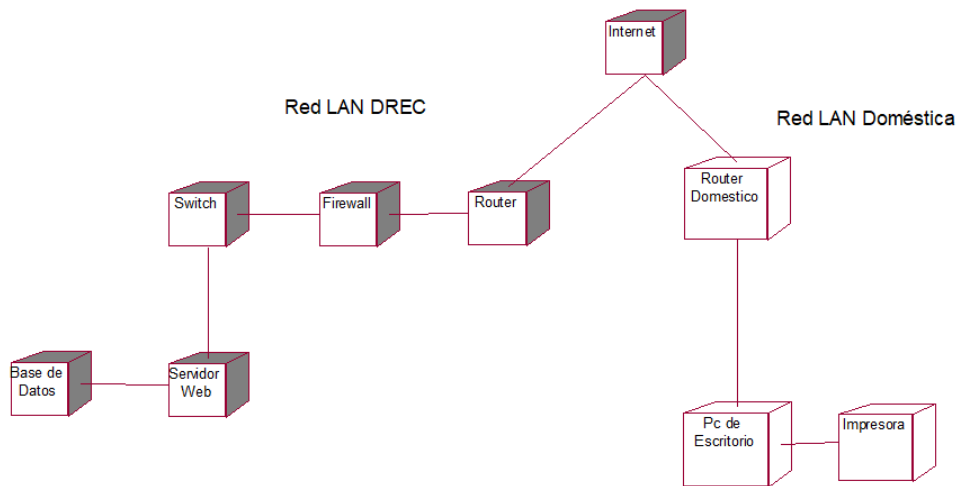 Internet
Red LAN DREC
Red LAN Doméstica
Switch
Firewall
Router
Router
Domestico
Base de
Datos
Servidor
Web
Pc de
Escritorio
Impresora